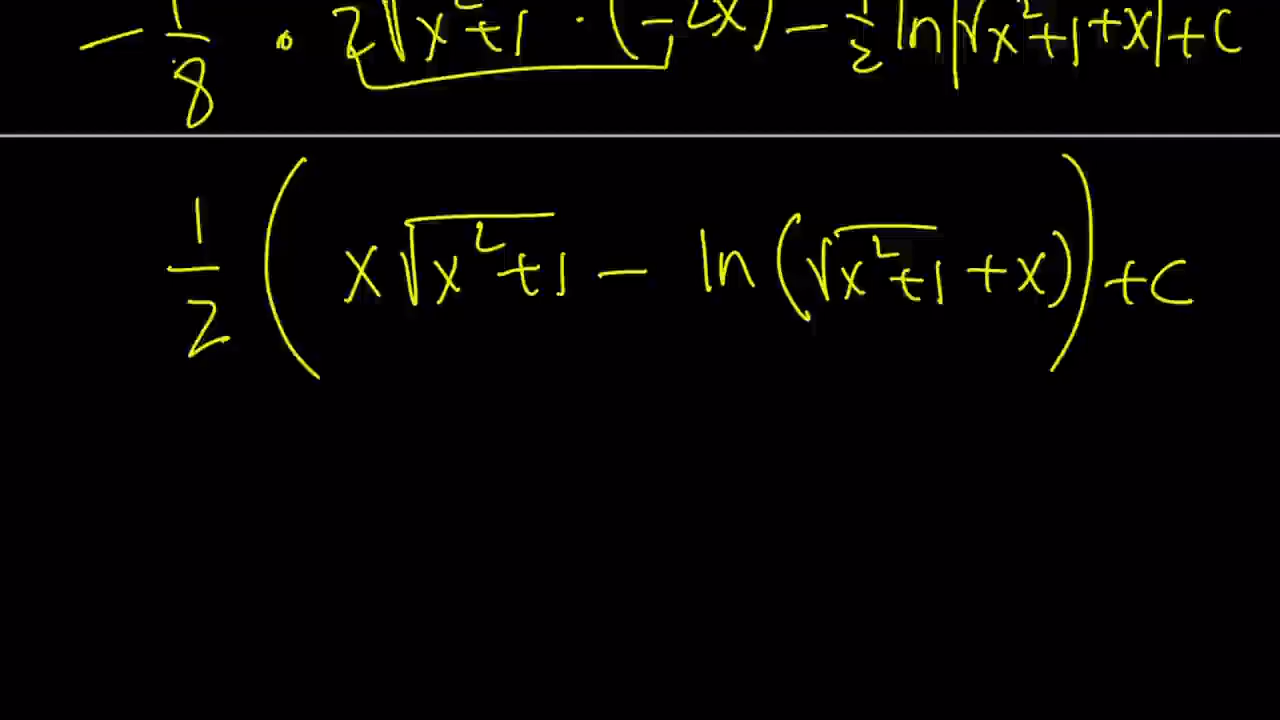 - 1/8 · 2√x²+1 · (-2x) - 1/2 ln|√x²+1 + x| + C
1/2 (x√(x²+1) - ln(√(x²+1) + x)) + C